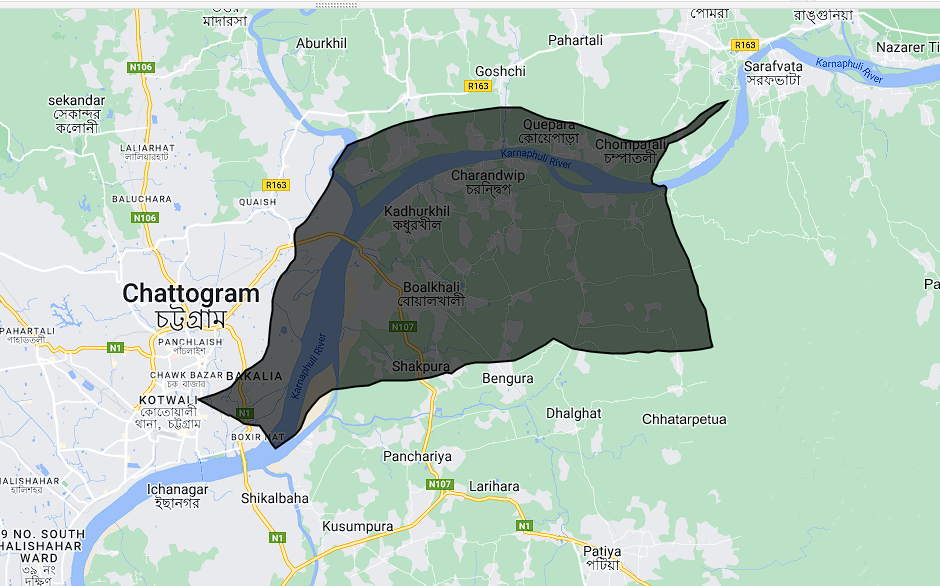 মাদারসা
Aburkhil
Pahartali
পোমরা
রাঙ্গুনিয়া
N106
R163
Sarafvata
সরফভাটা
Karnaphuli River
Nazarer Ti
Goshchi
R163
sekandar
সেকান্দর
কলোনী
Quepara
কোয়েপাড়া
Chompatali
চম্পাতলী
LALIARHAT
লালিয়ারহাট
Karnaphuli River
Charandwip
চরন্দ্বিপ
R163
BALUCHARA
QUAISH
N106
Kadhurkhil
কধুরখীল
Chattogram
চট্টগ্রাম
Boalkhali
বোয়ালখালী
Pa
PAHARTALI
পাহাড়তলী
N107
N1
PANCHLAISH
পাঁচলাইশ
Karnaphuli River
CHAWK BAZAR
চক বাজার
BAKALIA
Shakpura
Bengura
KOTWALI
কোতোয়ালী
থানা, চট্টগ্রাম
N1
Dhalghat
Chhatarpetua
BOXIR HAT
Panchariya
HALISHAHAR
হালিশহর
Ichanagar
ইছানগর
Shikalbaha
N107
Larihara
Kusumpura
N1
N1
9 NO. SOUTH
HALISHAHAR
WARD
৩৯ নং
দক্ষিণ
Patiya
পটিয়া